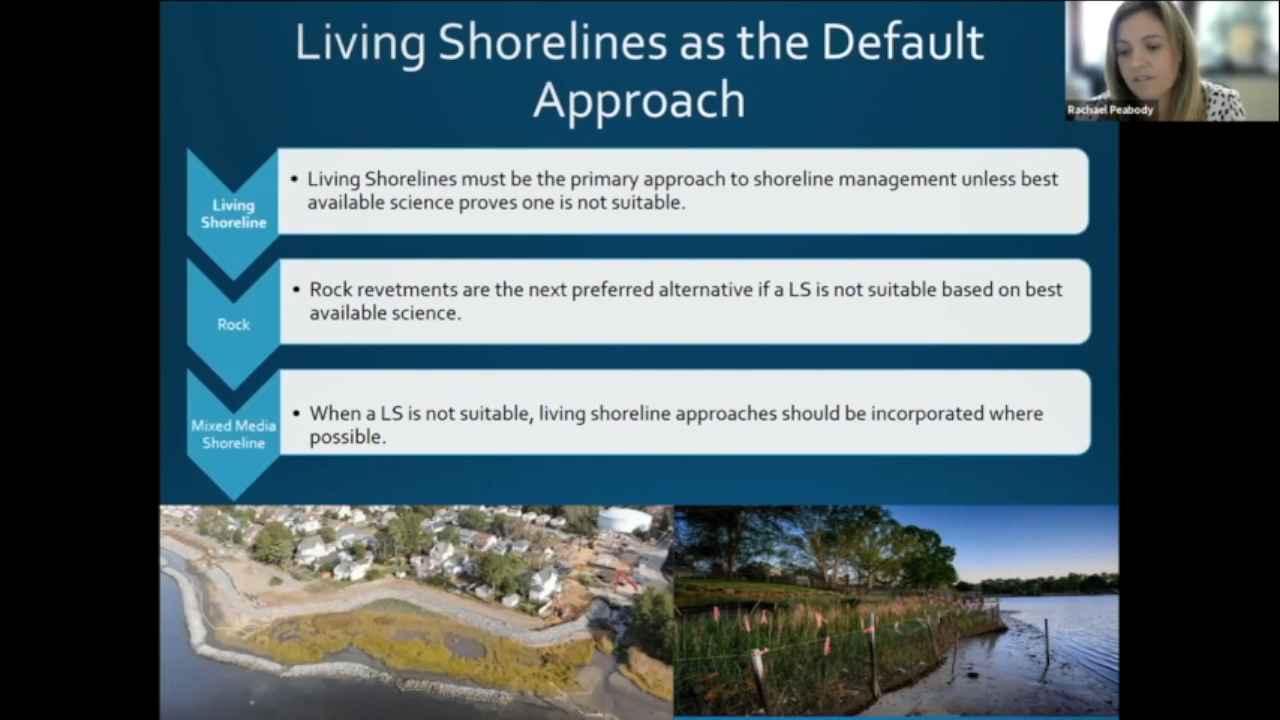 Living Shorelines as the Default
Approach
Rachael Peabody
Living
Shoreline
• Living Shorelines must be the primary approach to shoreline management unless best
available science proves one is not suitable.
Rock
• Rock revetments are the next preferred alternative if a LS is not suitable based on best
available science.
Mixed Media
Shoreline
• When a LS is not suitable, living shoreline approaches should be incorporated where
possible.